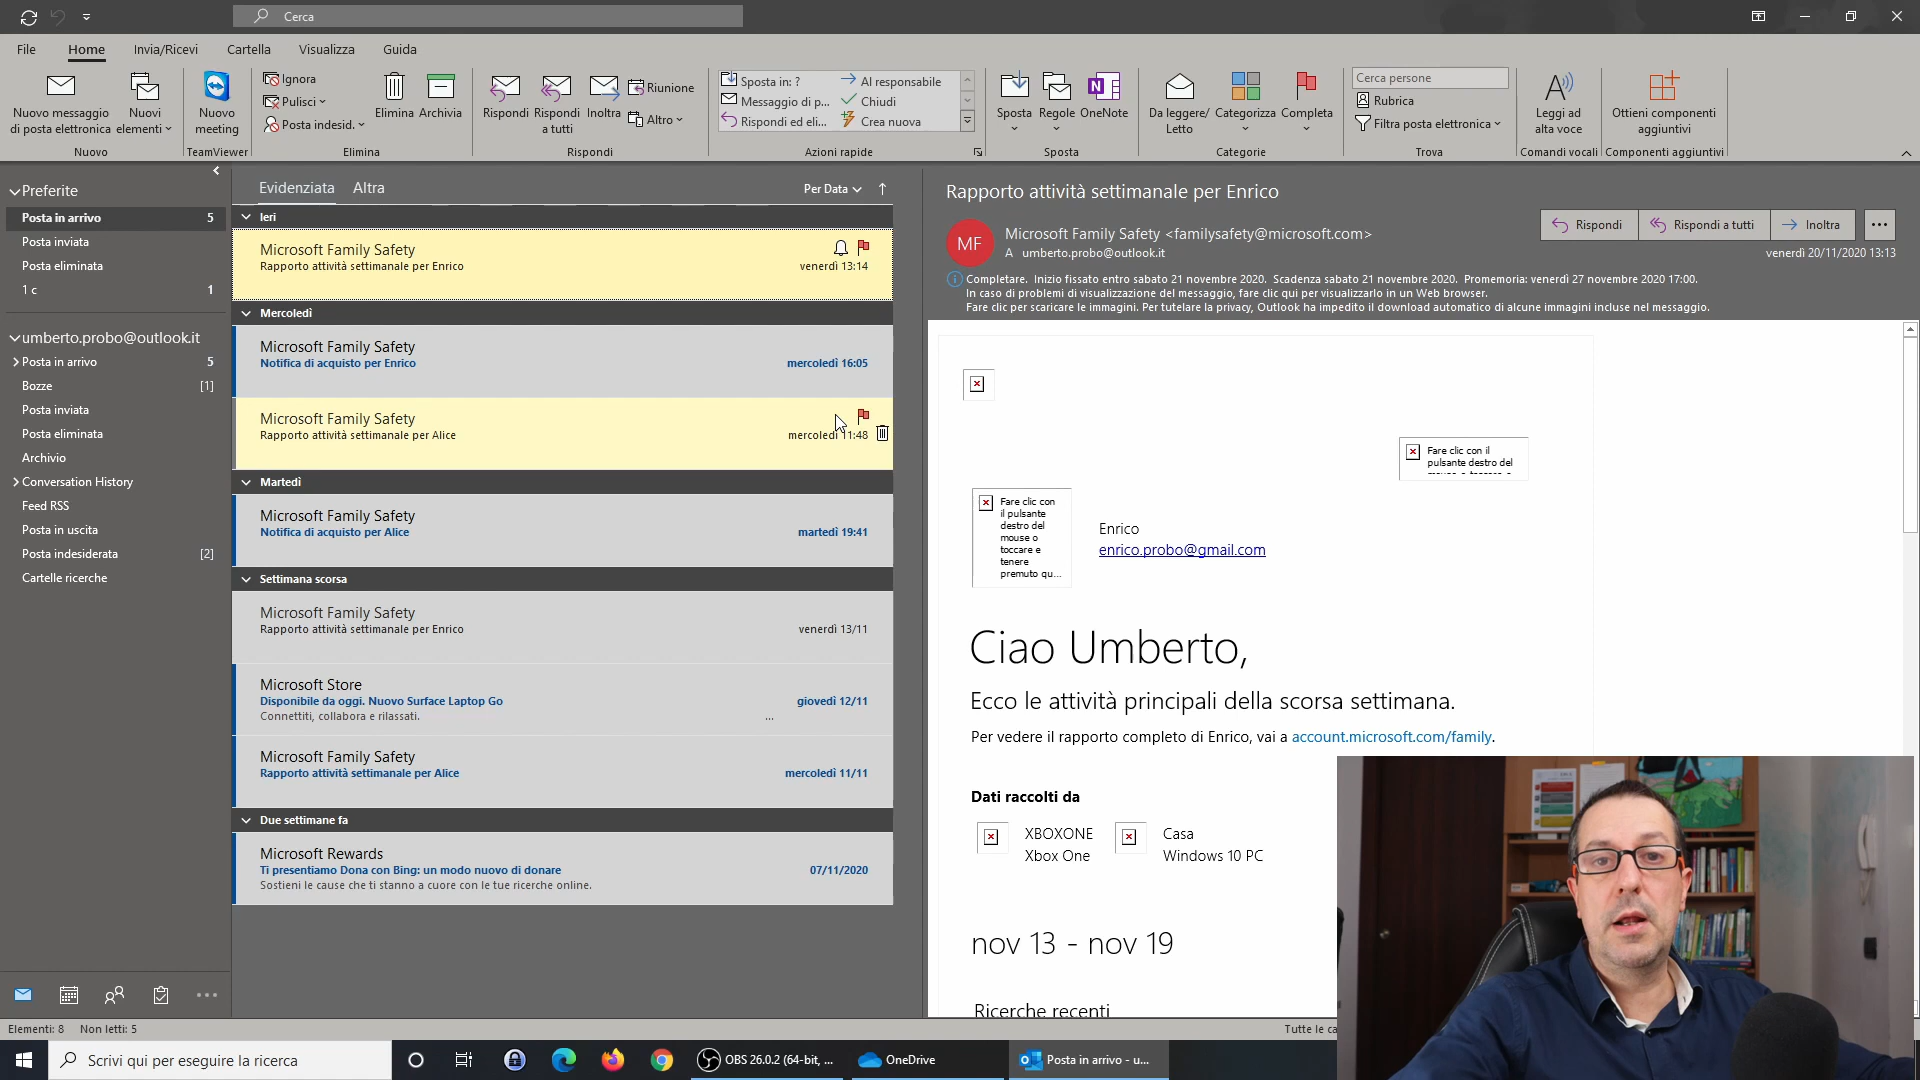 Cerca
File
Home
Invia/Ricevi
Cartella
Visualizza
Guida
Nuovo messaggio
di posta elettronica
Nuovi
elementi
Nuovo
Nuovo
meeting
TeamViewer
Ignora
Pulisci
Posta indesid.
Elimina
Archivia
Elimina
Rispondi
Rispondi
a tutti
Inoltra
Riunione
Altro
Rispondi
Sposta in: ?
Messaggio di p...
Rispondi ed eli...
Al responsabile
Chiudi
Crea nuova
Azioni rapide
Sposta
Regole
OneNote
Sposta
Da leggere/
Letto
Categorizza
Completa
Categorie
Cerca persone
Rubrica
Filtra posta elettronica
Trova
Leggi ad
alta voce
Comandi vocali
Ottieni componenti
aggiuntivi
Componenti aggiuntivi
Preferite
Posta in arrivo 5
Posta inviata
Posta eliminata
1 c 1
umberto.probo@outlook.it
Posta in arrivo 5
Bozze [1]
Posta inviata
Posta eliminata
Archivio
Conversation History
Feed RSS
Posta in uscita
Posta indesiderata [2]
Cartelle ricerche
Evidenziata Altra Per Data
Ieri
Microsoft Family Safety
Rapporto attività settimanale per Enrico venerdì 13:14
Mercoledì
Microsoft Family Safety
Notifica di acquisto per Enrico mercoledì 16:05
Microsoft Family Safety
Rapporto attività settimanale per Alice mercoledì 11:48
Martedì
Microsoft Family Safety
Notifica di acquisto per Alice martedì 19:41
Settimana scorsa
Microsoft Family Safety
Rapporto attività settimanale per Enrico venerdì 13/11
Microsoft Store
Disponibile da oggi. Nuovo Surface Laptop Go giovedì 12/11
Connettiti, collabora e rilassati. ...
Microsoft Family Safety
Rapporto attività settimanale per Alice mercoledì 11/11
Due settimane fa
Microsoft Rewards
Ti presentiamo Dona con Bing: un modo nuovo di donare 07/11/2020
Sostieni le cause che ti stanno a cuore con le tue ricerche online.
Rapporto attività settimanale per Enrico
MF
Microsoft Family Safety <familysafety@microsoft.com>
A umberto.probo@outlook.it
Rispondi Rispondi a tutti Inoltra
venerdì 20/11/2020 13:13
Completare. Inizio fissato entro sabato 21 novembre 2020. Scadenza sabato 21 novembre 2020. Promemoria: venerdì 27 novembre 2020 17:00.
In caso di problemi di visualizzazione del messaggio, fare clic qui per visualizzarlo in un Web browser.
Fare clic per scaricare le immagini. Per tutelare la privacy, Outlook ha impedito il download automatico di alcune immagini incluse nel messaggio.
Fare clic con il
pulsante destro del
Fare clic con
il pulsante
destro del
mouse o
toccare e
tenere
premuto qu...
Enrico
enrico.probo@gmail.com
Ciao Umberto,
Ecco le attività principali della scorsa settimana.
Per vedere il rapporto completo di Enrico, vai a account.microsoft.com/family.
Dati raccolti da
XBOXONE
Xbox One
Casa
Windows 10 PC
nov 13 - nov 19
Ricerche recenti
Elementi: 8 Non letti: 5
Tutte le ca
Scrivi qui per eseguire la ricerca
OBS 26.0.2 (64-bit, ...
OneDrive
Posta in arrivo - u...